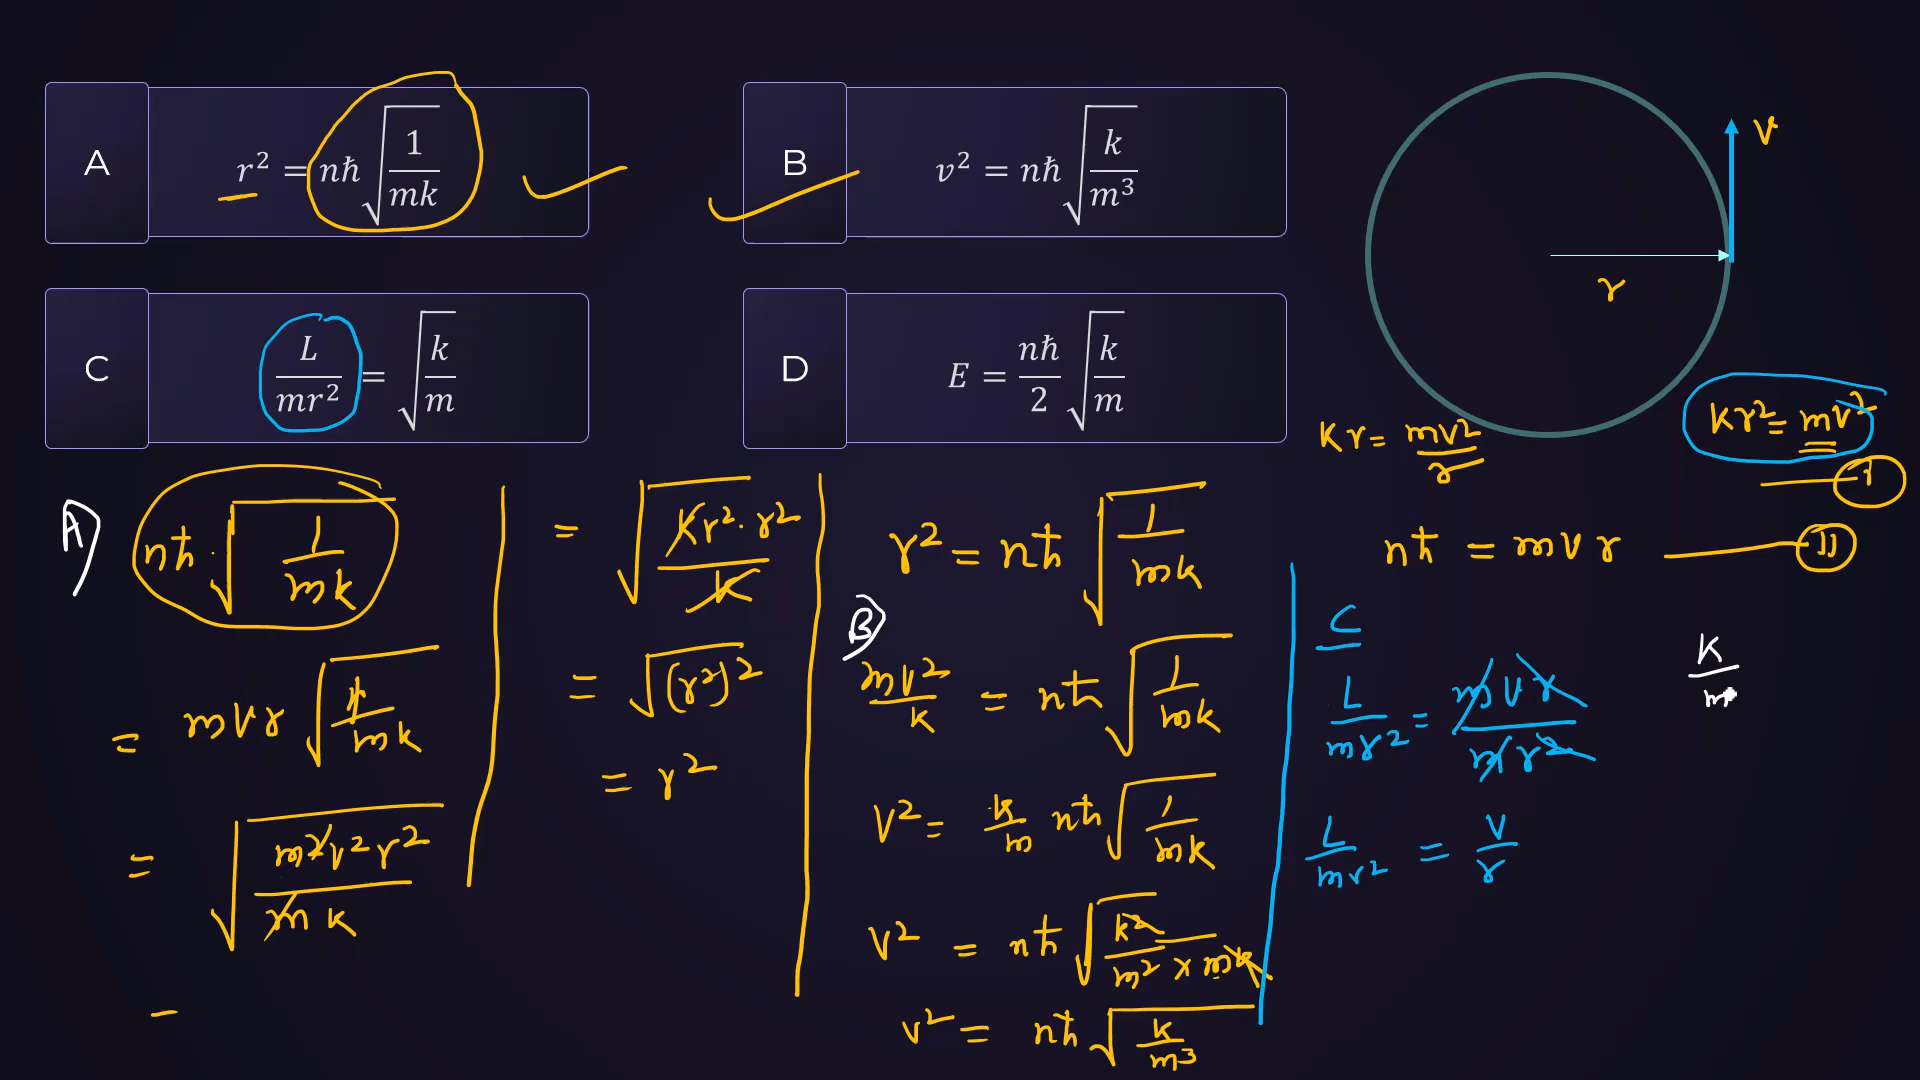 A
r² = nħ √(1/mk)
B
v² = nħ √(k/m³)
C
L/mr² = √(k/m)
D
E = nħ/2 √(k/m)
v
r
Kr = mv²/r
Kr² = mv²
I
nħ = mvr
II
A)
nħ · √(1/mk)
= mvr √(1/mk)
= √(m²v²r²/mk)
–
= √(Kr²·r²/K)
= √(r²)²
= r²
r² = nħ √(1/mk)
B)
mv²/k = nħ √(1/mk)
v² = k/m nħ √(1/mk)
v² = nħ √(k²/m² × mk)
v² = nħ √(k/m³)
C
L/mr² = mvr/mr²
L/mr² = v/r
K/m